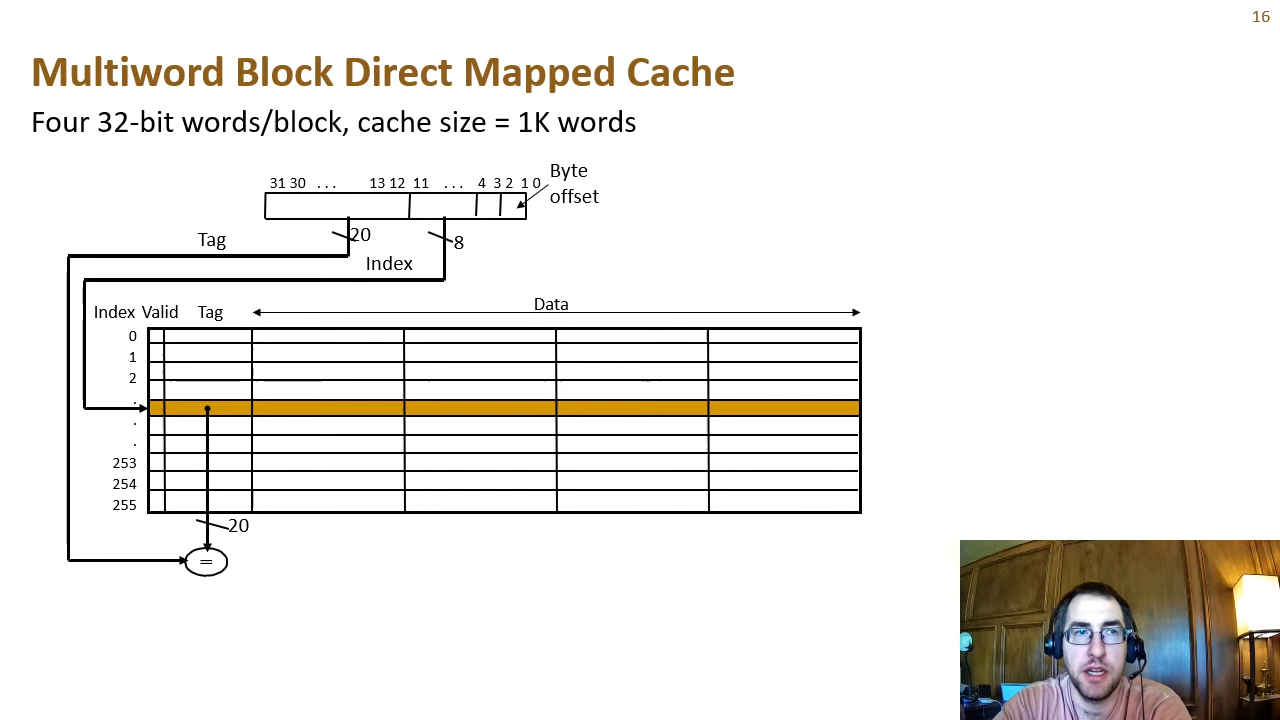 16
Multiword Block Direct Mapped Cache
Four 32-bit words/block, cache size = 1K words
31 30 . . . 13 12 11 . . . 4 3 2 1 0
Byte
offset
20
8
Tag
Index
Index Valid Tag Data
0
1
2
.
.
.
253
254
255
20
=